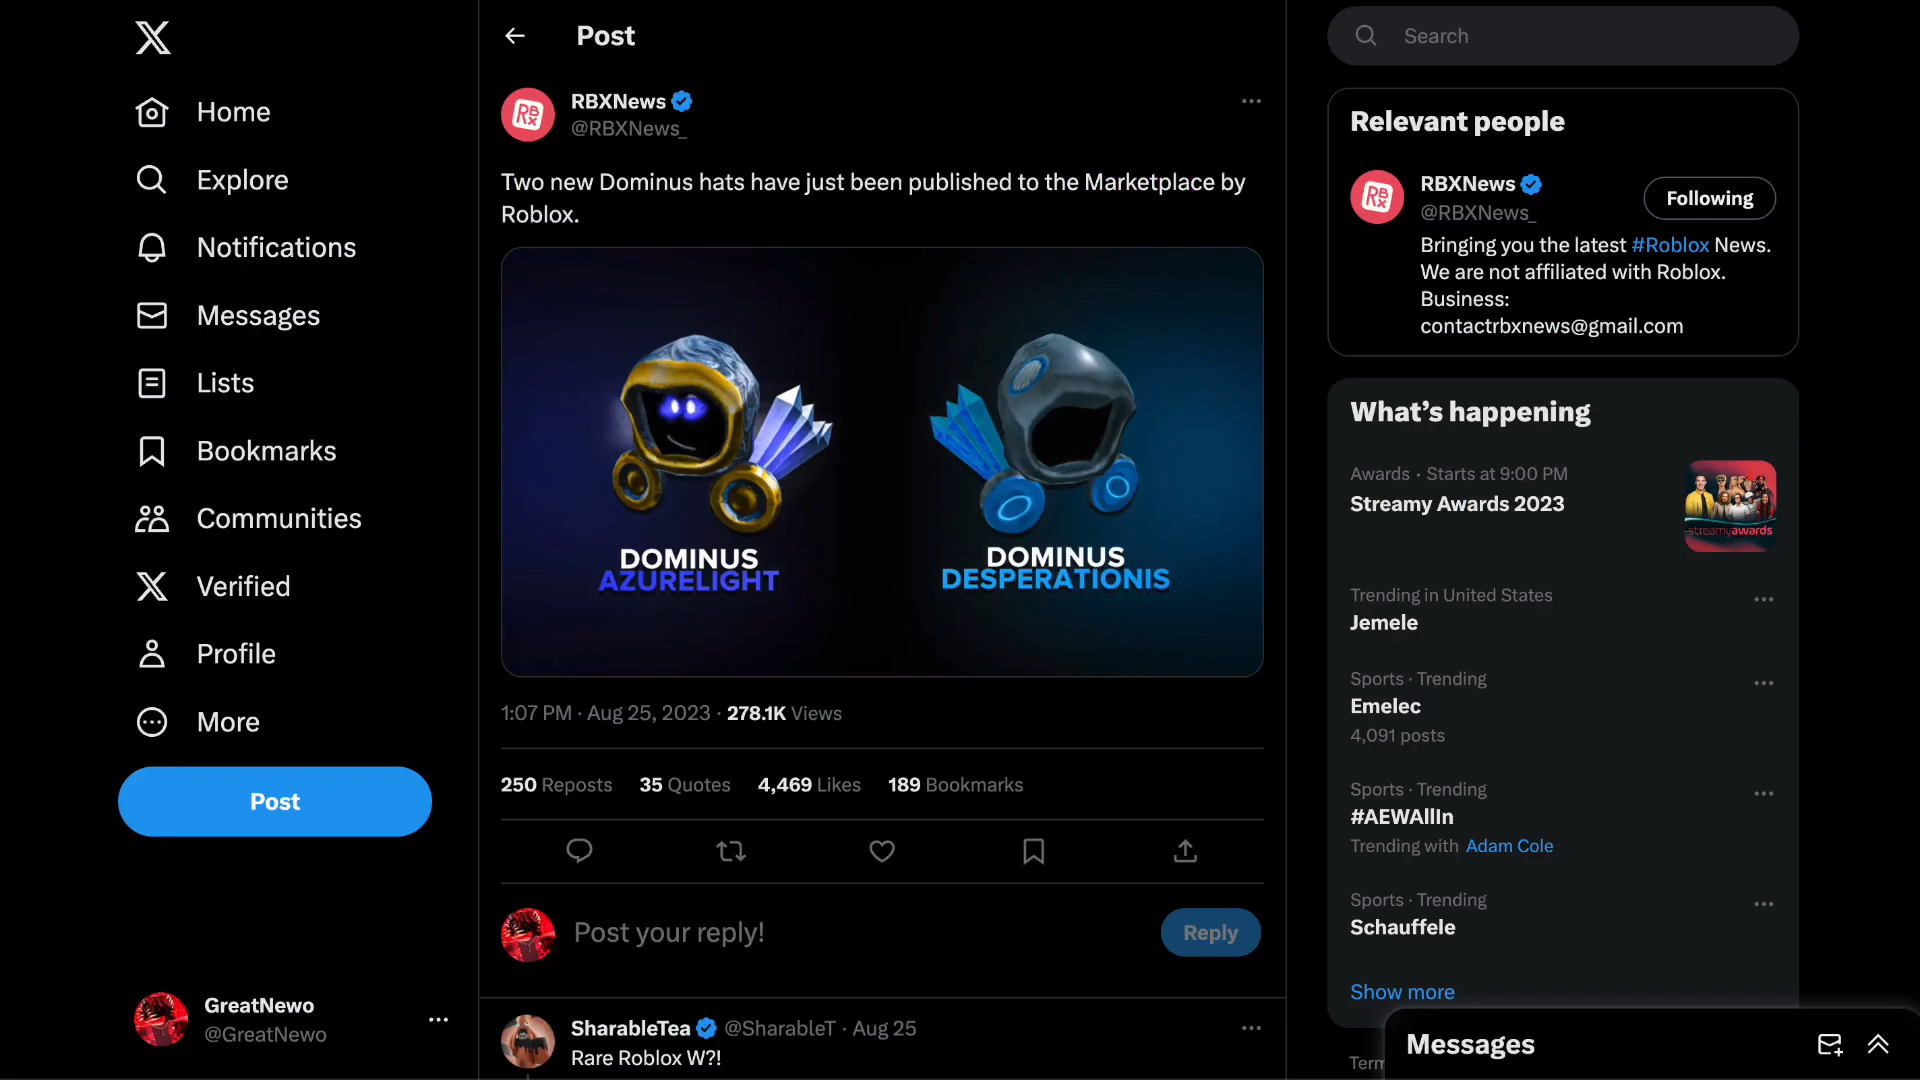 Home
Explore
Notifications
Messages
Lists
Bookmarks
Communities
Verified
Profile
More
Post
GreatNewo
@GreatNewo
Post
RBXNews
@RBXNews_
Two new Dominus hats have just been published to the Marketplace by
Roblox.
DOMINUS
AZURELIGHT
DOMINUS
DESPERATIONIS
1:07 PM · Aug 25, 2023 · 278.1K Views
250 Reposts 35 Quotes 4,469 Likes 189 Bookmarks
Post your reply!
Reply
SharableTea @SharableT · Aug 25
Rare Roblox W?!
Search
Relevant people
RBXNews
@RBXNews_
Following
Bringing you the latest #Roblox News.
We are not affiliated with Roblox.
Business:
contactrbxnews@gmail.com
What’s happening
Awards · Starts at 9:00 PM
Streamy Awards 2023
streamyawards
Trending in United States
Jemele
Sports · Trending
Emelec
4,091 posts
Sports · Trending
#AEWAllIn
Trending with Adam Cole
Sports · Trending
Schauffele
Show more
Messages